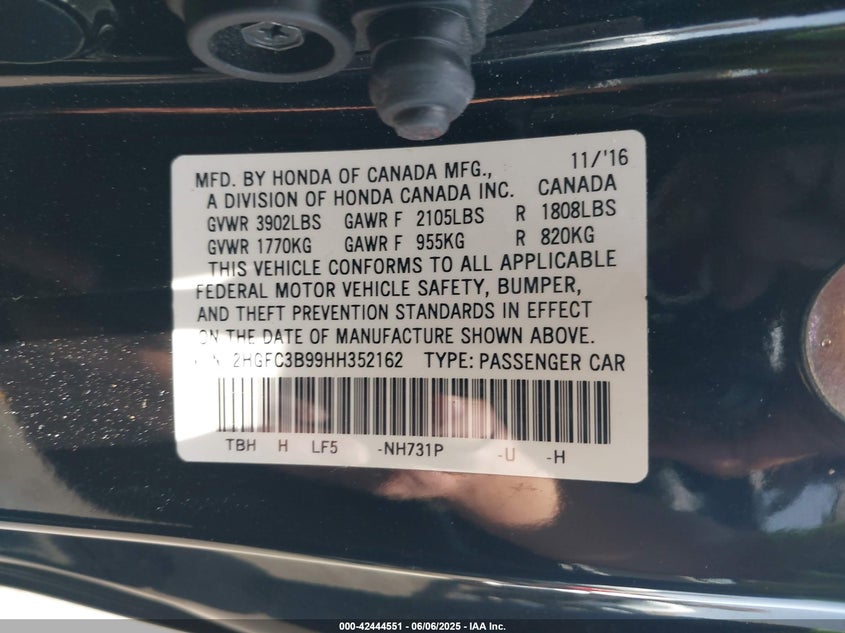 MFD. BY HONDA OF CANADA MFG., 11/'16
A DIVISION OF HONDA CANADA INC. CANADA
GVWR 3902LBS GAWR F 2105LBS R 1808LBS
GVWR 1770KG GAWR F 955KG R 820KG
THIS VEHICLE CONFORMS TO ALL APPLICABLE
FEDERAL MOTOR VEHICLE SAFETY, BUMPER,
AND THEFT PREVENTION STANDARDS IN EFFECT
ON THE DATE OF MANUFACTURE SHOWN ABOVE.
2HGFC3B99HH352162 TYPE: PASSENGER CAR
TBH H LF5 -NH731P -U -H
000-42444551 | 06/06/2025 - IAA Inc.